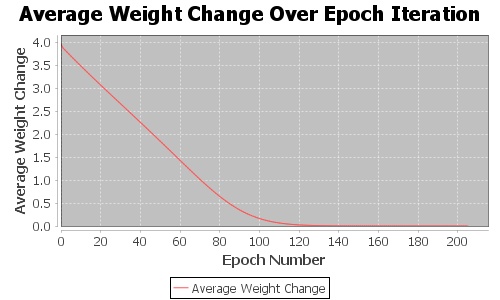 Average Weight Change Over Epoch Iteration
Average Weight Change
4.0
3.5
3.0
2.5
2.0
1.5
1.0
0.5
0.0
0 20 40 60 80 100 120 140 160 180 200
Epoch Number
Average Weight Change